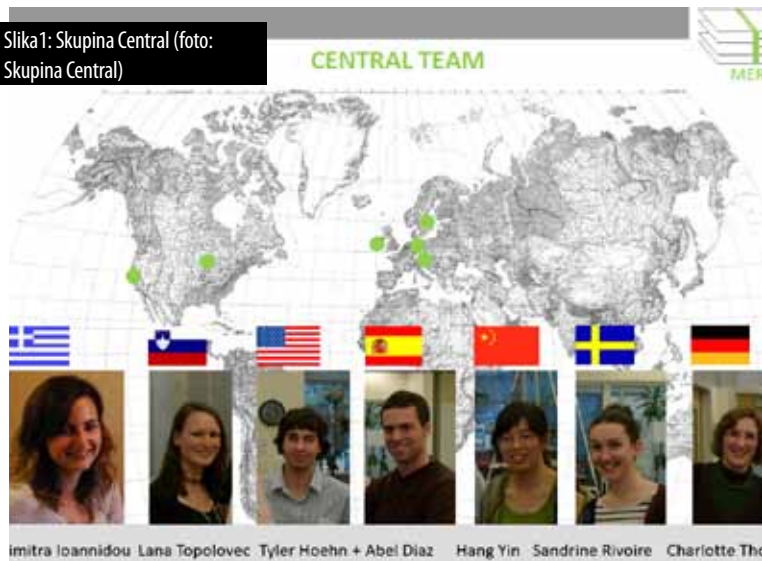 Slika1: Skupina Central (foto:
Skupina Central)
CENTRAL TEAM
MER
imitra Ioannidou Lana Topolovec Tyler Hoehn + Abel Diaz Hang Yin Sandrine Rivoire Charlotte Tho